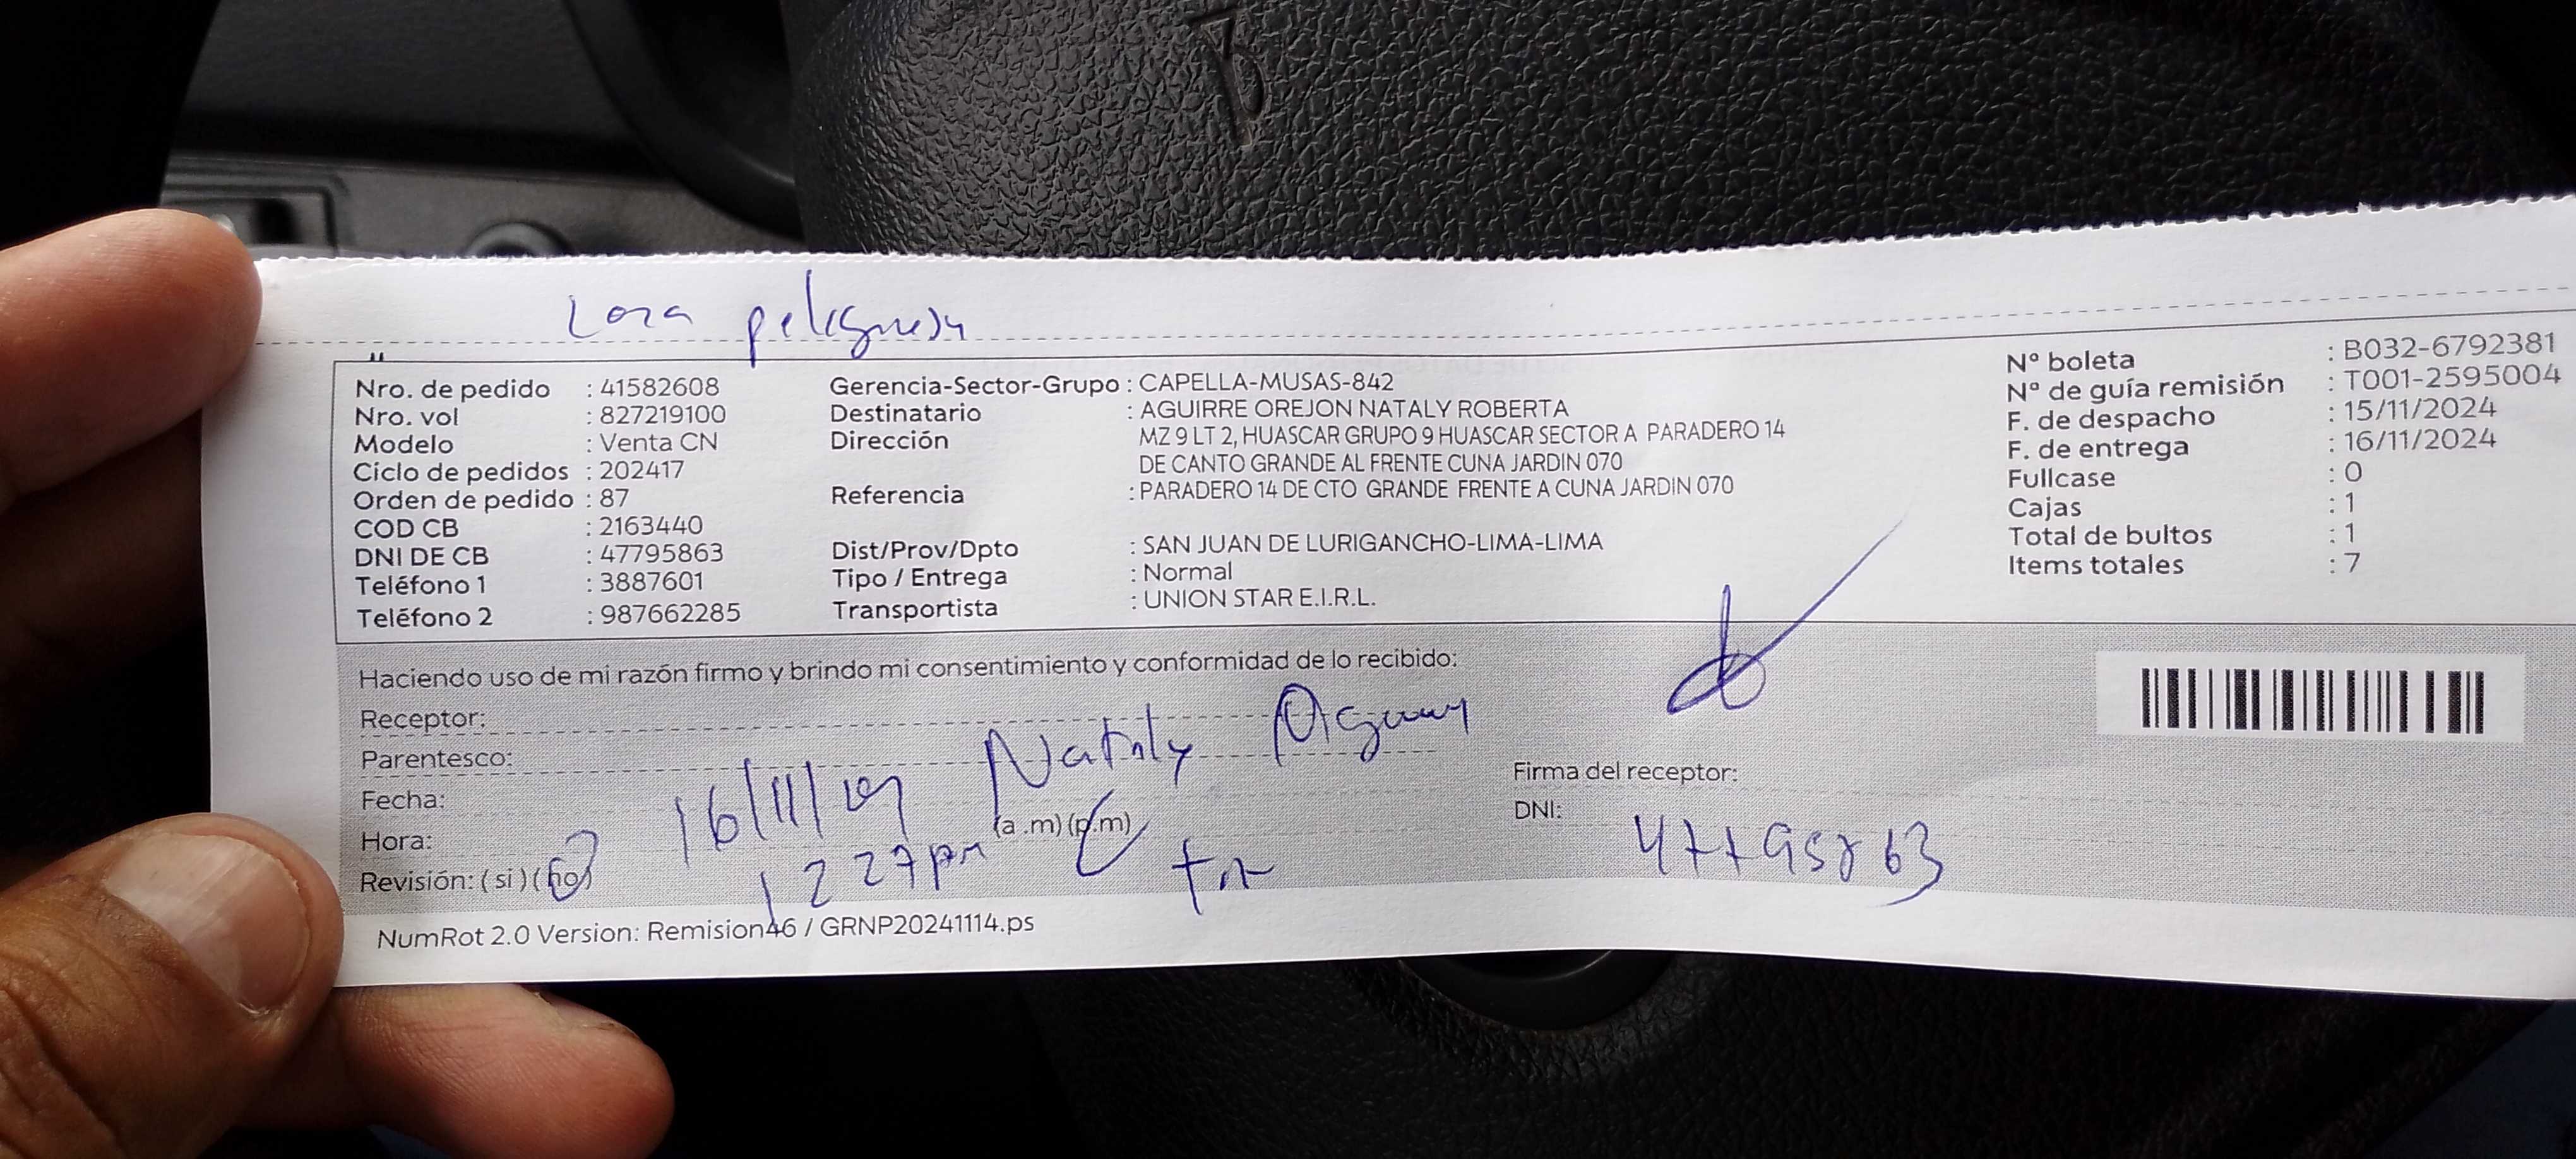 Zona peligrosa
Nro. de pedido : 41582608
Nro. vol : 827219100
Modelo : Venta CN
Ciclo de pedidos : 202417
Orden de pedido : 87
COD CB : 2163440
DNI DE CB : 47795863
Teléfono 1 : 3887601
Teléfono 2 : 987662285
Gerencia-Sector-Grupo : CAPELLA-MUSAS-842
Destinatario : AGUIRRE OREJON NATALY ROBERTA
Dirección MZ 9 LT 2, HUASCAR GRUPO 9 HUASCAR SECTOR A PARADERO 14
DE CANTO GRANDE AL FRENTE CUNA JARDIN 070
Referencia : PARADERO 14 DE CTO GRANDE FRENTE A CUNA JARDIN 070
Dist/Prov/Dpto : SAN JUAN DE LURIGANCHO-LIMA-LIMA
Tipo / Entrega : Normal
Transportista : UNION STAR E.I.R.L.
N° boleta : B032-6792381
N° de guía remisión : T001-2595004
F. de despacho : 15/11/2024
F. de entrega : 16/11/2024
Fullcase : 0
Cajas : 1
Total de bultos : 1
Items totales : 7
Haciendo uso de mi razón firmo y brindo mi consentimiento y conformidad de lo recibido:
Receptor: Nataly
Parentesco:
Fecha: 16/11/24
Hora: 12 27 pm (a .m) (p.m)
Revisión: ( si ) ( no )
Firma del receptor:
DNI: 47795863
NumRot 2.0 Version: Remision46 / GRNP20241114.ps